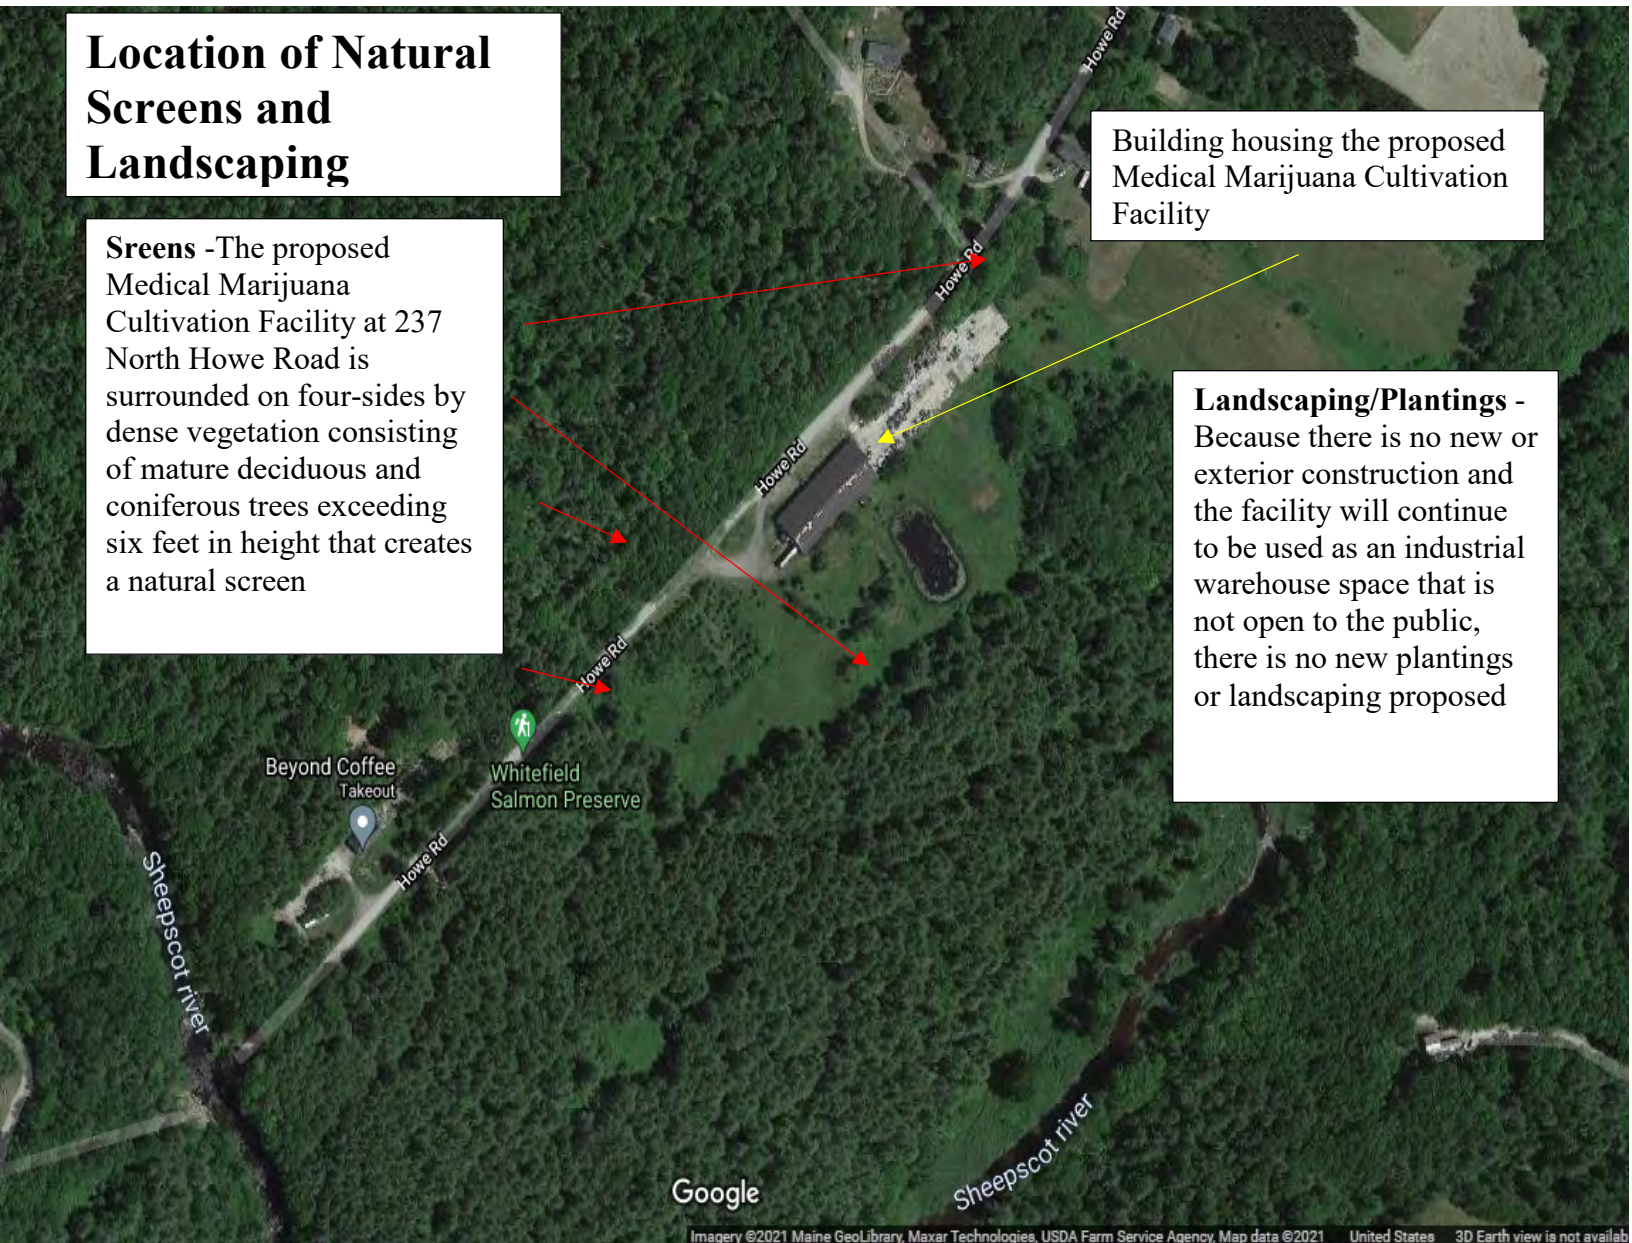 Location of Natural
Screens and
Landscaping
Howe Rd
Building housing the proposed
Medical Marijuana Cultivation
Facility
Sreens -The proposed
Medical Marijuana
Cultivation Facility at 237
North Howe Road is
surrounded on four-sides by
dense vegetation consisting
of mature deciduous and
coniferous trees exceeding
six feet in height that creates
a natural screen
Howe Rd
Landscaping/Plantings -
Because there is no new or
exterior construction and
the facility will continue
to be used as an industrial
warehouse space that is
not open to the public,
there is no new plantings
or landscaping proposed
Howe Rd
Howe Rd
Whitefield
Salmon Preserve
Beyond Coffee
Takeout
Howe Rd
Sheepscot river
Sheepscot river
Google
Imagery ©2021 Maine GeoLibrary, Maxar Technologies, USDA Farm Service Agency, Map data ©2021 United States 3D Earth view is not availab